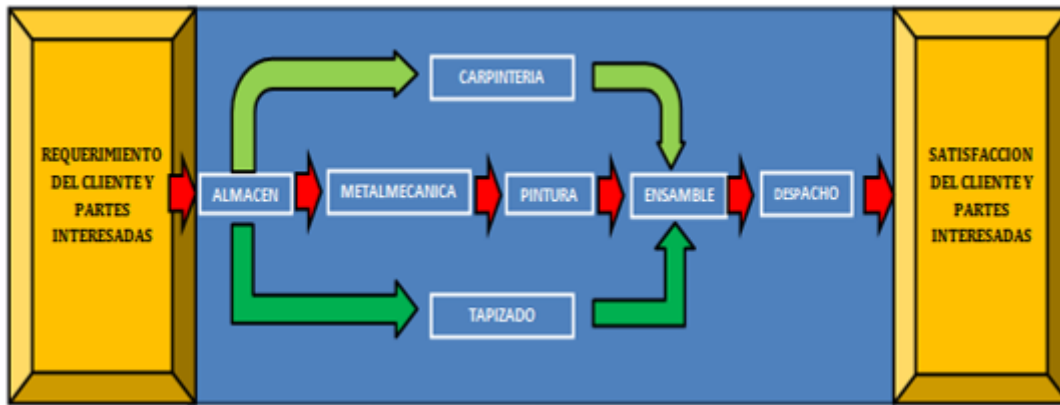 REQUERIMIENTO
DEL CLIENTE Y
PARTES
INTERESADAS
ALMACEN
CARPINTERIA
METALMECANICA
PINTURA
TAPIZADO
ENSAMBLE
DESPACHO
SATISFACCION
DEL CLIENTE Y
PARTES
INTERESADAS